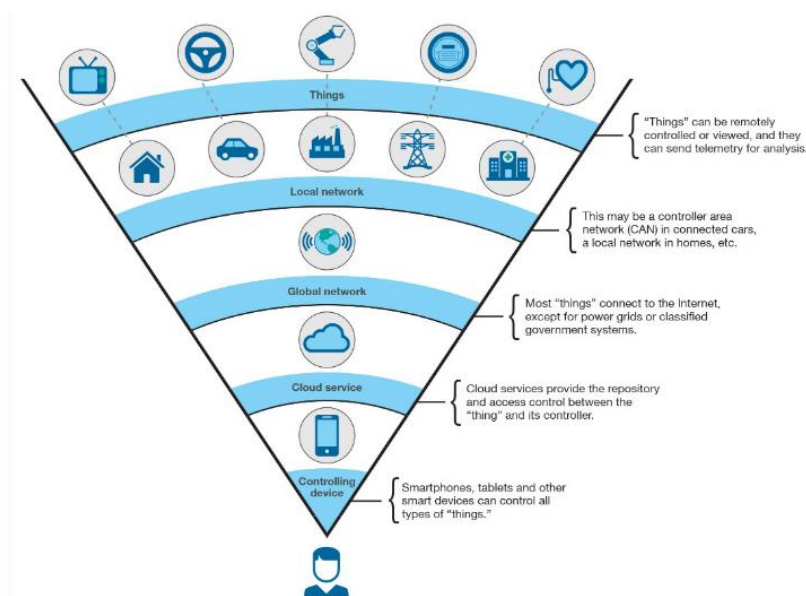 Things
"Things" can be remotely
controlled or viewed, and they
can send telemetry for analysis.
Local network
This may be a controller area
network (CAN) in connected cars,
a local network in homes, etc.
Global network
Most "things" connect to the Internet,
except for power grids or classified
government systems.
Cloud service
Cloud services provide the repository
and access control between the
"thing" and its controller.
Controlling
device
Smartphones, tablets and other
smart devices can control all
types of "things."